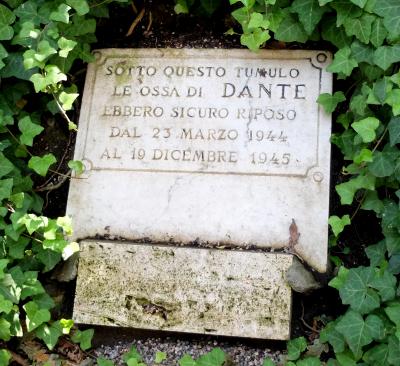 SOTTO QUESTO TUMULO
LE OSSA DI DANTE
EBBERO SICURO RIPOSO
DAL 23 MARZO 1944
AL 19 DICEMBRE 1945